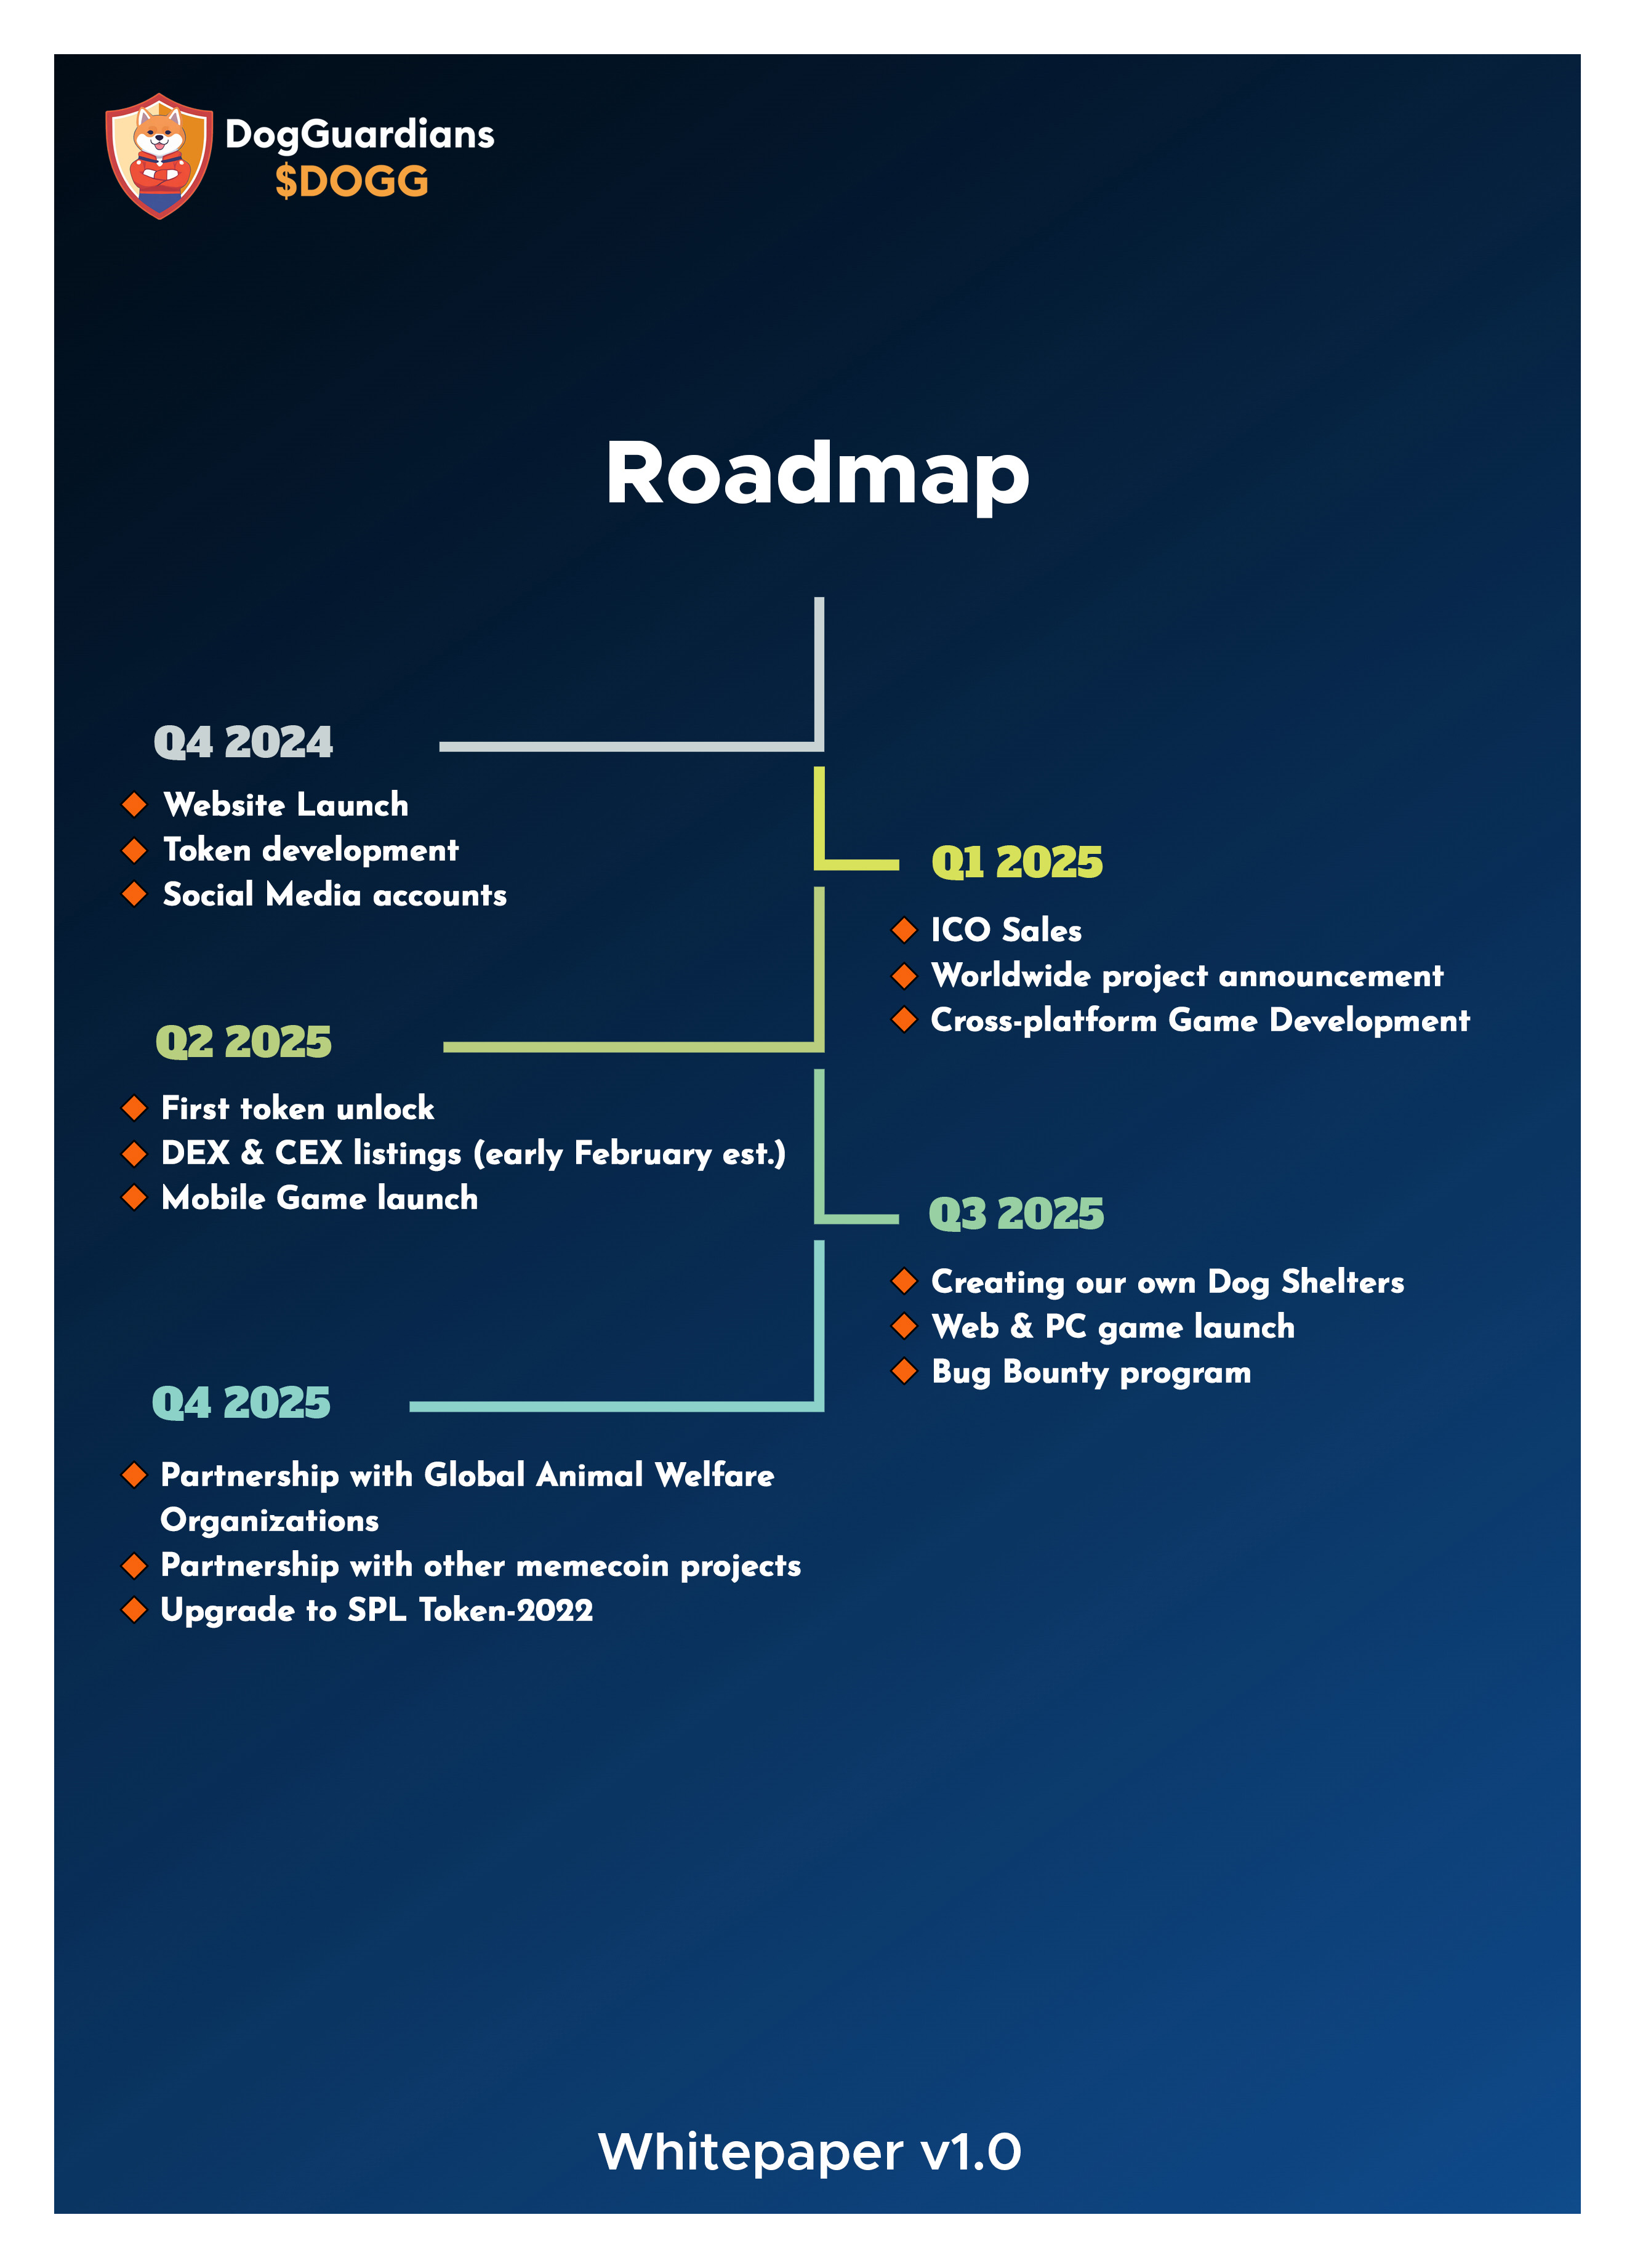 DogGuardians
$DOGG
Roadmap
Q4 2024
Website Launch
Token development
Social Media accounts
Q1 2025
ICO Sales
Worldwide project announcement
Cross-platform Game Development
Q2 2025
First token unlock
DEX & CEX listings (early February est.)
Mobile Game launch
Q3 2025
Creating our own Dog Shelters
Web & PC game launch
Bug Bounty program
Q4 2025
Partnership with Global Animal Welfare
Organizations
Partnership with other memecoin projects
Upgrade to SPL Token-2022
Whitepaper v1.0